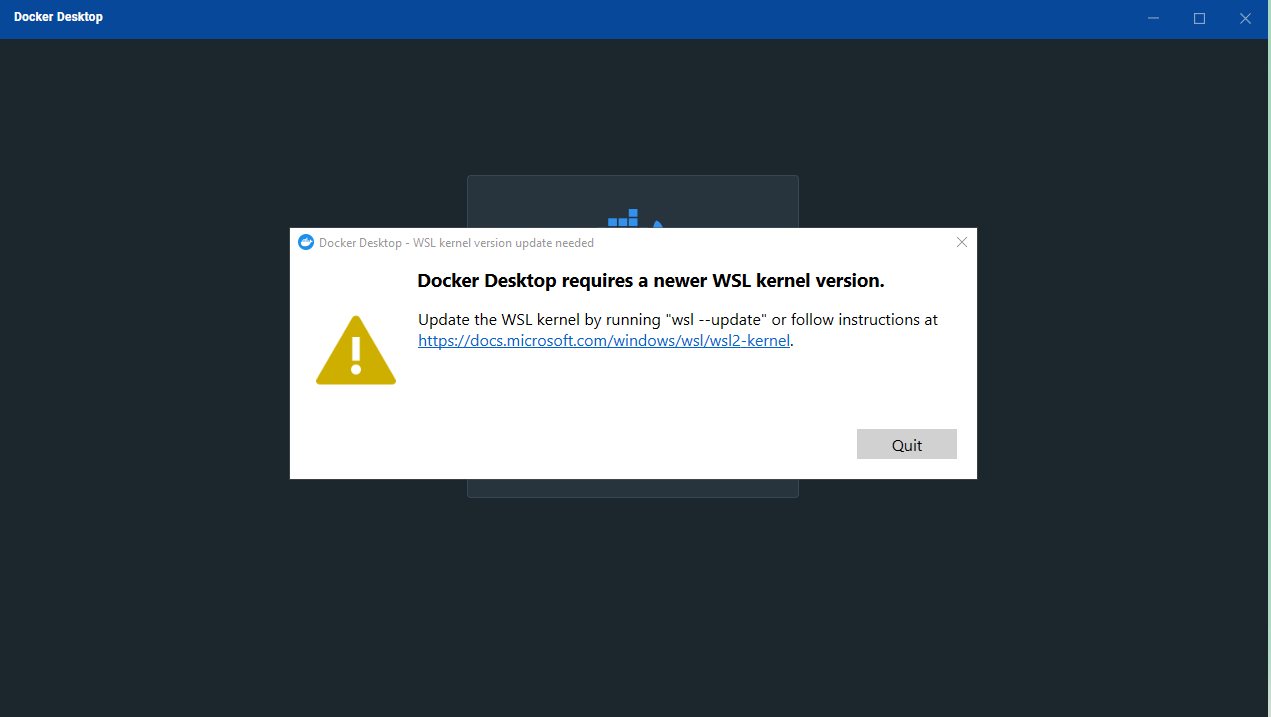 Docker Desktop
Docker Desktop - WSL kernel version update needed
Docker Desktop requires a newer WSL kernel version.
Update the WSL kernel by running "wsl --update" or follow instructions at
https://docs.microsoft.com/windows/wsl/wsl2-kernel.
Quit